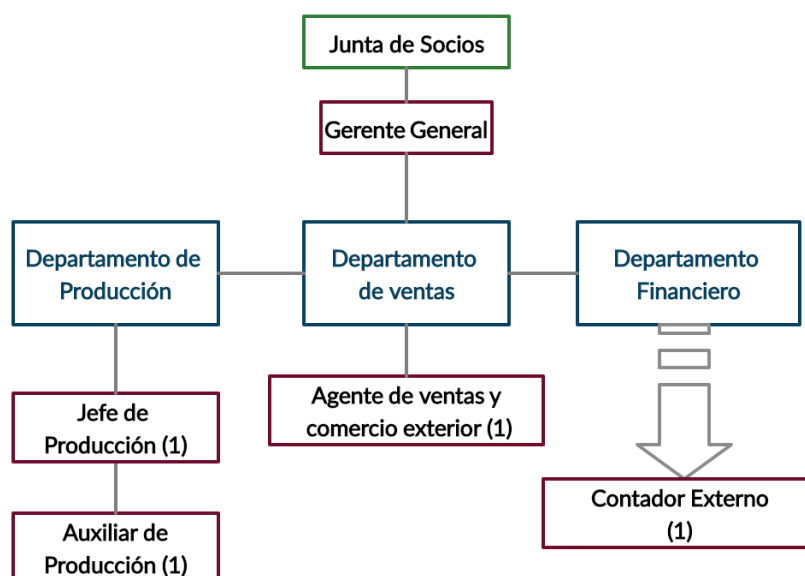 Junta de Socios
Gerente General
Departamento de
Producción
Departamento
de ventas
Departamento
Financiero
Jefe de
Producción (1)
Agente de ventas y
comercio exterior (1)
Contador Externo
(1)
Auxiliar de
Producción (1)